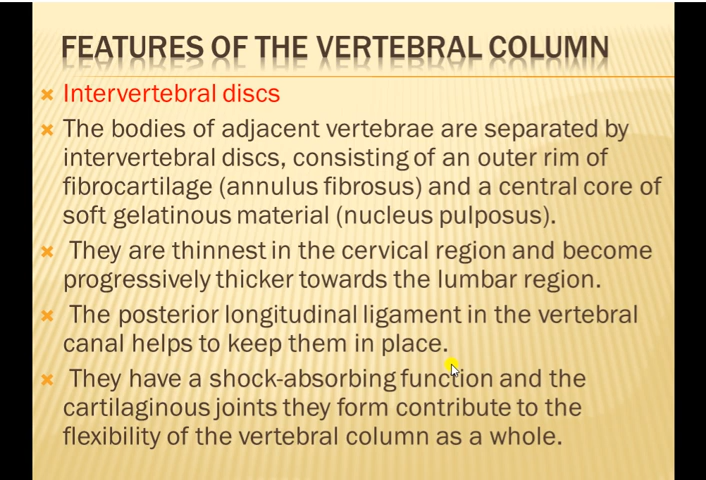 FEATURES OF THE VERTEBRAL COLUMN
Intervertebral discs
The bodies of adjacent vertebrae are separated by
intervertebral discs, consisting of an outer rim of
fibrocartilage (annulus fibrosus) and a central core of
soft gelatinous material (nucleus pulposus).
They are thinnest in the cervical region and become
progressively thicker towards the lumbar region.
The posterior longitudinal ligament in the vertebral
canal helps to keep them in place.
They have a shock-absorbing function and the
cartilaginous joints they form contribute to the
flexibility of the vertebral column as a whole.